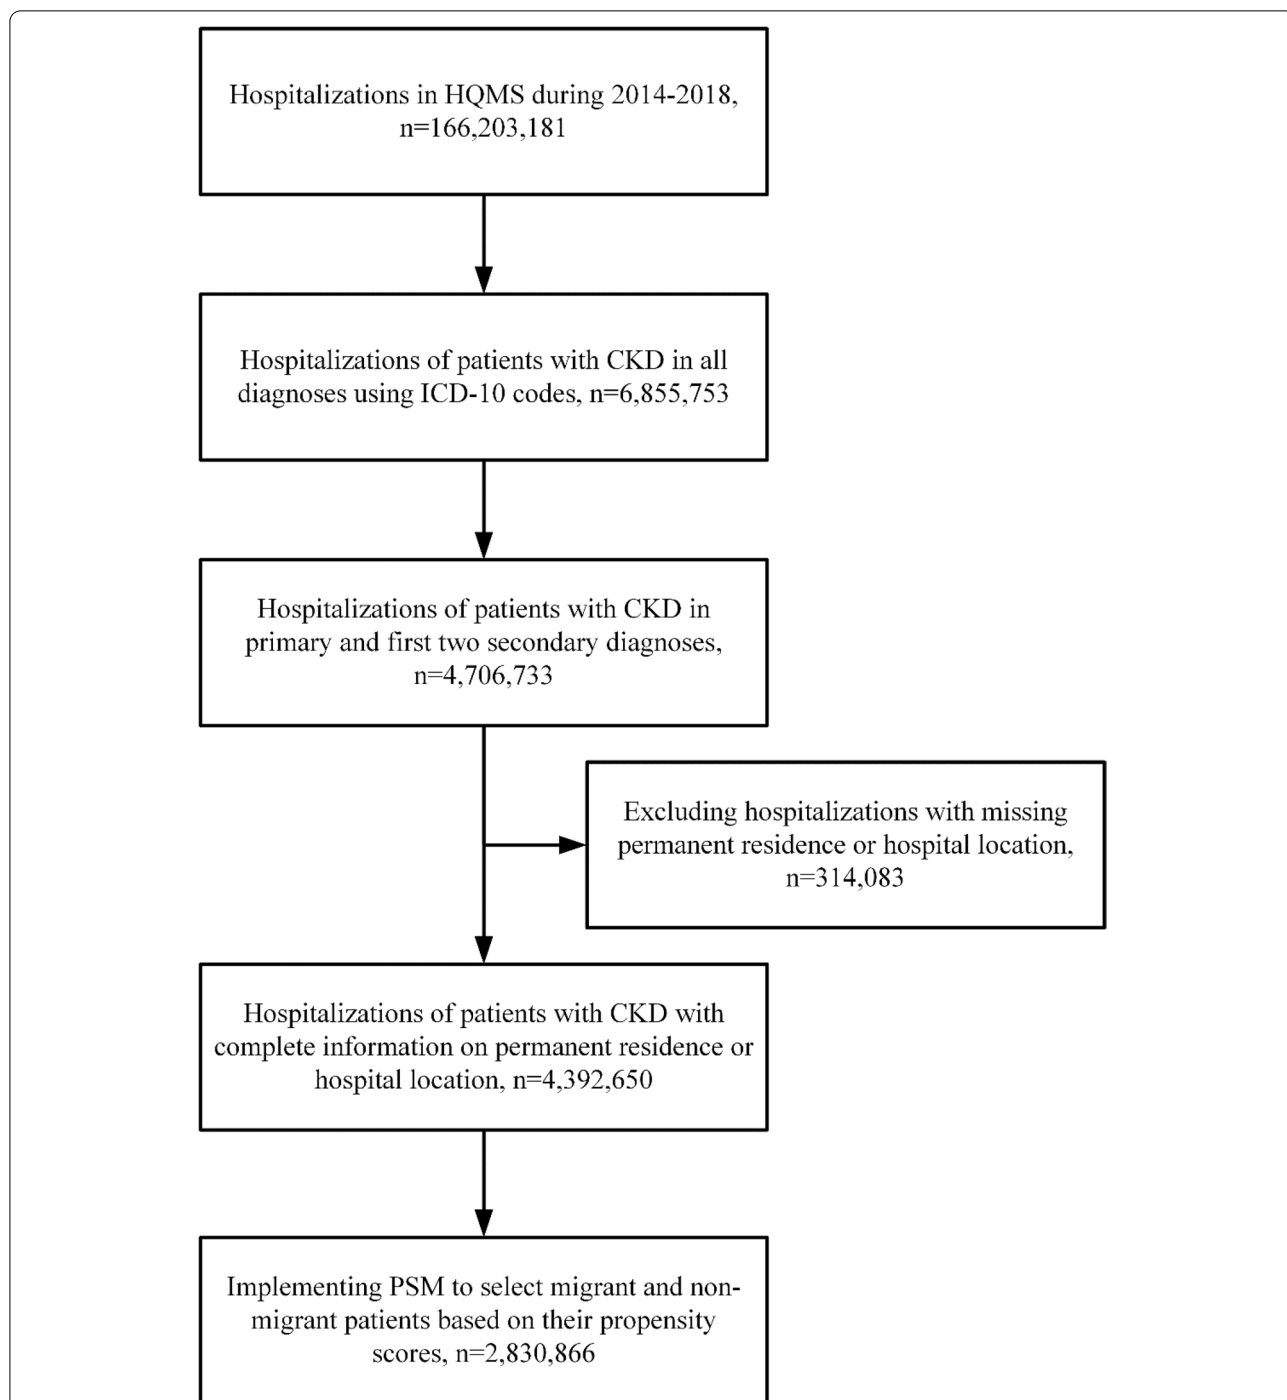 Hospitalizations in HQMS during 2014-2018,
n=166,203,181
Hospitalizations of patients with CKD in all
diagnoses using ICD-10 codes, n=6,855,753
Hospitalizations of patients with CKD in
primary and first two secondary diagnoses,
n=4,706,733
Excluding hospitalizations with missing
permanent residence or hospital location,
n=314,083
Hospitalizations of patients with CKD with
complete information on permanent residence or
hospital location, n=4,392,650
Implementing PSM to select migrant and non-
migrant patients based on their propensity
scores, n=2,830,866